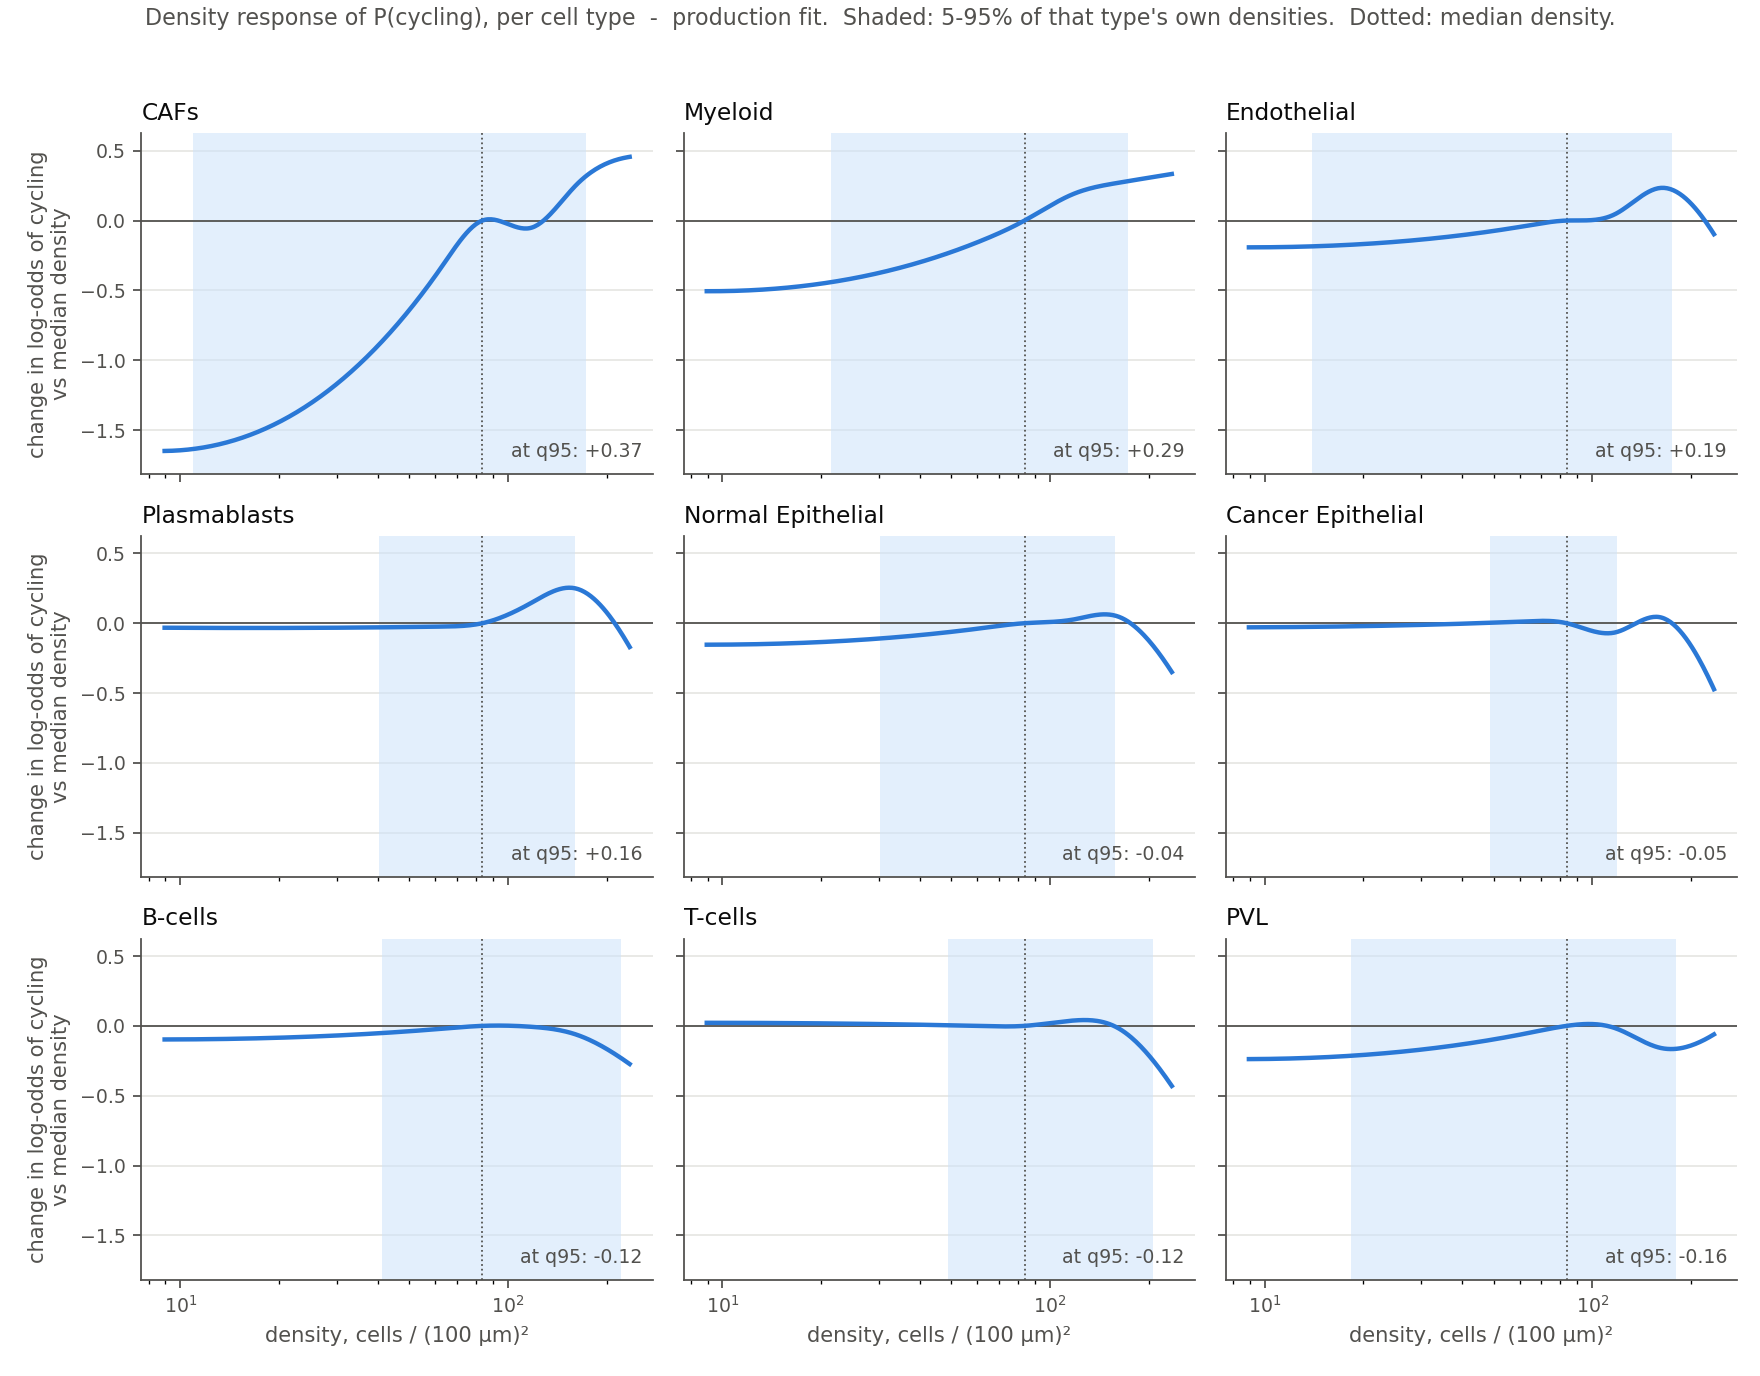 Density response of P(cycling), per cell type - production fit. Shaded: 5-95% of that type's own densities. Dotted: median density.
CAFs
Myeloid
Endothelial
change in log-odds of cycling
vs median density
0.5
0.0
−0.5
−1.0
−1.5
at q95: +0.37
at q95: +0.29
at q95: +0.19
Plasmablasts
Normal Epithelial
Cancer Epithelial
change in log-odds of cycling
vs median density
0.5
0.0
−0.5
−1.0
−1.5
at q95: +0.16
at q95: -0.04
at q95: -0.05
B-cells
T-cells
PVL
change in log-odds of cycling
vs median density
0.5
0.0
−0.5
−1.0
−1.5
at q95: -0.12
at q95: -0.12
at q95: -0.16
10¹ 10²
10¹ 10²
10¹ 10²
density, cells / (100 µm)²
density, cells / (100 µm)²
density, cells / (100 µm)²